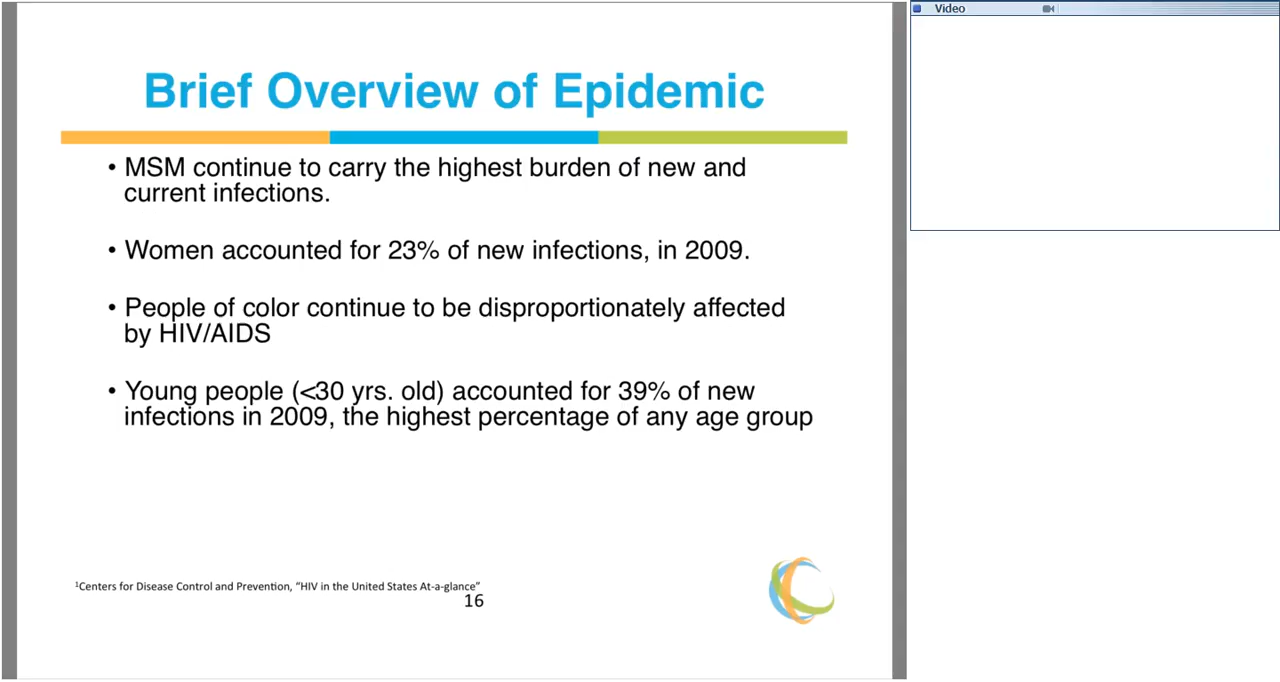 Brief Overview of Epidemic
• MSM continue to carry the highest burden of new and
current infections.
• Women accounted for 23% of new infections, in 2009.
• People of color continue to be disproportionately affected
by HIV/AIDS
• Young people (<30 yrs. old) accounted for 39% of new
infections in 2009, the highest percentage of any age group
¹Centers for Disease Control and Prevention, “HIV in the United States At-a-glance”
16
Video